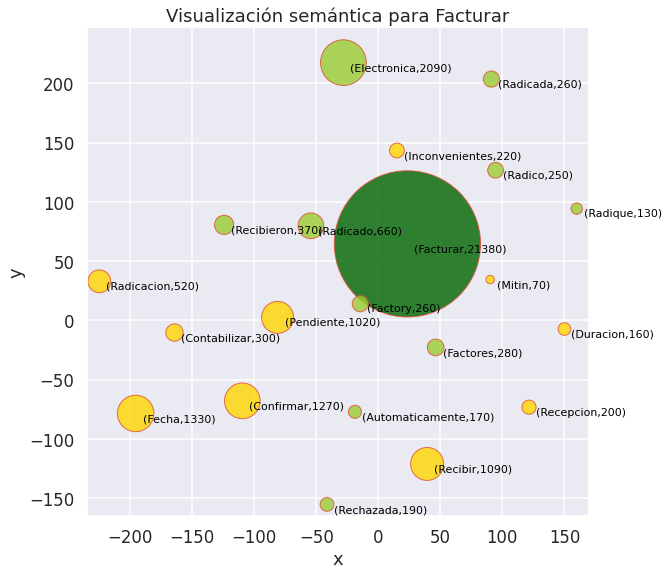 Visualización semántica para Facturar
(Electronica,2090)
(Radicada,260)
(Inconvenientes,220)
(Radico,250)
(Radique,130)
(Recibieron,370)
(Radicado,660)
(Facturar,21380)
(Radicacion,520)
(Mitin,70)
(Factory,260)
(Pendiente,1020)
(Contabilizar,300)
(Duracion,160)
(Factores,280)
(Confirmar,1270)
(Fecha,1330)
(Automaticamente,170)
(Recepcion,200)
(Recibir,1090)
(Rechazada,190)
200
150
100
50
0
−50
−100
−150
y
−200
−150
−100
−50
0
50
100
150
x